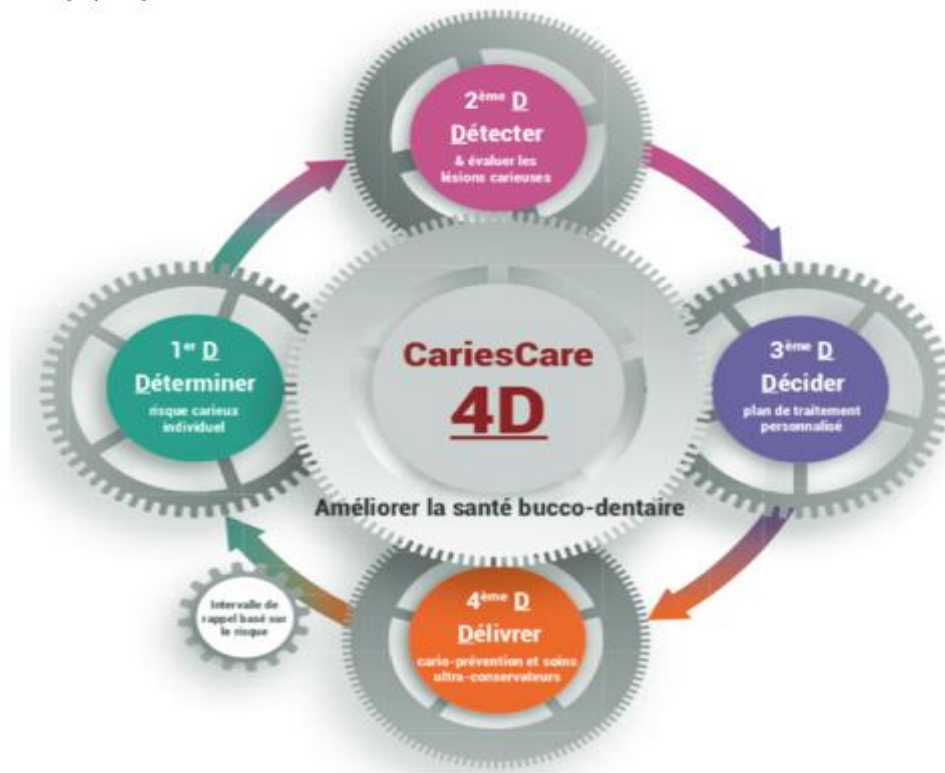 2ème D
Détecter
& évaluer les
lésions carieuses
1er D
Déterminer
risque carieux
individuel
CariesCare
4D
Améliorer la santé bucco-dentaire
3ème D
Décider
plan de traitement
personnalisé
4ème D
Délivrer
cario-prévention et soins
ultra-conservateurs
Intervalle de
rappel basé sur
le risque